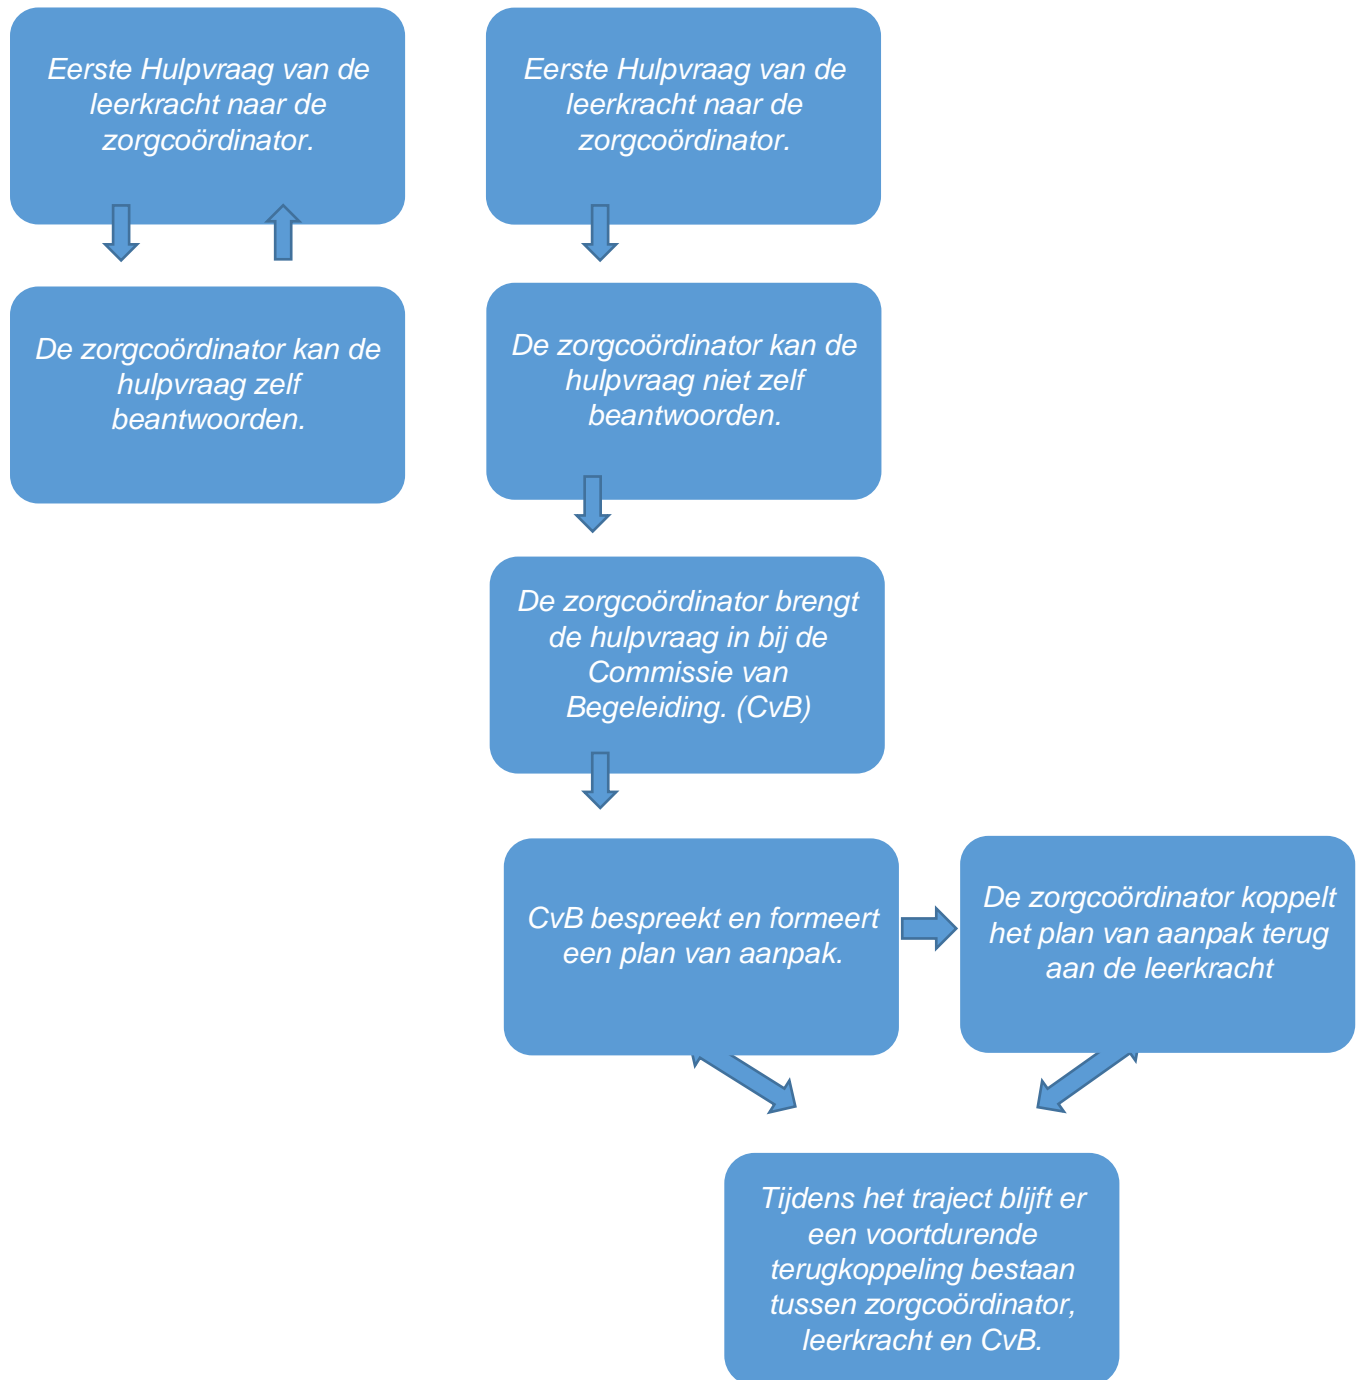 Eerste Hulpvraag van de
leerkracht naar de
zorgcoördinator.
Eerste Hulpvraag van de
leerkracht naar de
zorgcoördinator.
De zorgcoördinator kan de
hulpvraag zelf
beantwoorden.
De zorgcoördinator kan de
hulpvraag niet zelf
beantwoorden.
De zorgcoördinator brengt
de hulpvraag in bij de
Commissie van
Begeleiding. (CvB)
CvB bespreekt en formeert
een plan van aanpak.
De zorgcoördinator koppelt
het plan van aanpak terug
aan de leerkracht
Tijdens het traject blijft er
een voortdurende
terugkoppeling bestaan
tussen zorgcoördinator,
leerkracht en CvB.